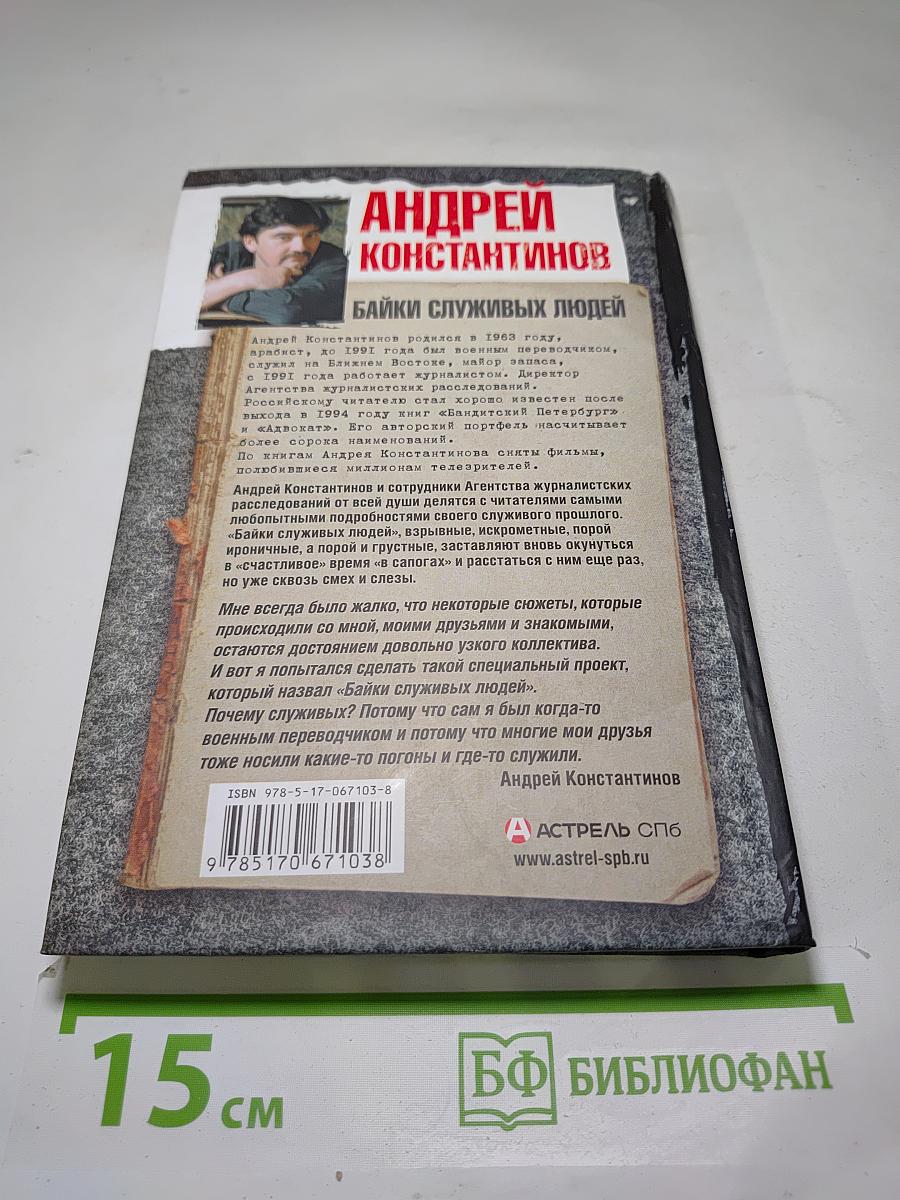 АНДРЕЙ
КОНСТАНТИНОВ
БАЙКИ СЛУЖИВЫХ ЛЮДЕЙ
Андрей Константинов родился в 1963 году,
арабист, до 1991 года был военным переводчиком,
служил на Ближнем Востоке, майор запаса,
с 1991 года работает журналистом. Директор
Агентства журналистских расследований.
Российскому читателю стал хорошо известен после
выхода в 1994 году книг «Бандитский Петербург»
и «Адвокат». Его авторский портфель насчитывает
более сорока наименований.
По книгам Андрея Константинова сняты фильмы,
полюбившиеся миллионам телезрителей.
Андрей Константинов и сотрудники Агентства журналистских
расследований от всей души делятся с читателями самыми
любопытными подробностями своего служивого прошлого.
«Байки служивых людей», взрывные, искрометные, порой
ироничные, а порой и грустные, заставляют вновь окунуться
в «счастливое» время «в сапогах» и расстаться с ним еще раз,
но уже сквозь смех и слезы.
Мне всегда было жалко, что некоторые сюжеты, которые
происходили со мной, моими друзьями и знакомыми,
остаются достоянием довольно узкого коллектива.
И вот я попытался сделать такой специальный проект,
который назвал «Байки служивых людей».
Почему служивых? Потому что сам я был когда-то
военным переводчиком и потому что многие мои друзья
тоже носили какие-то погоны и где-то служили.
Андрей Константинов
ISBN 978-5-17-067103-8
9 785170 671038
АСТРЕЛЬ СПб
www.astrel-spb.ru
15 см
БФ БИБЛИОФАН